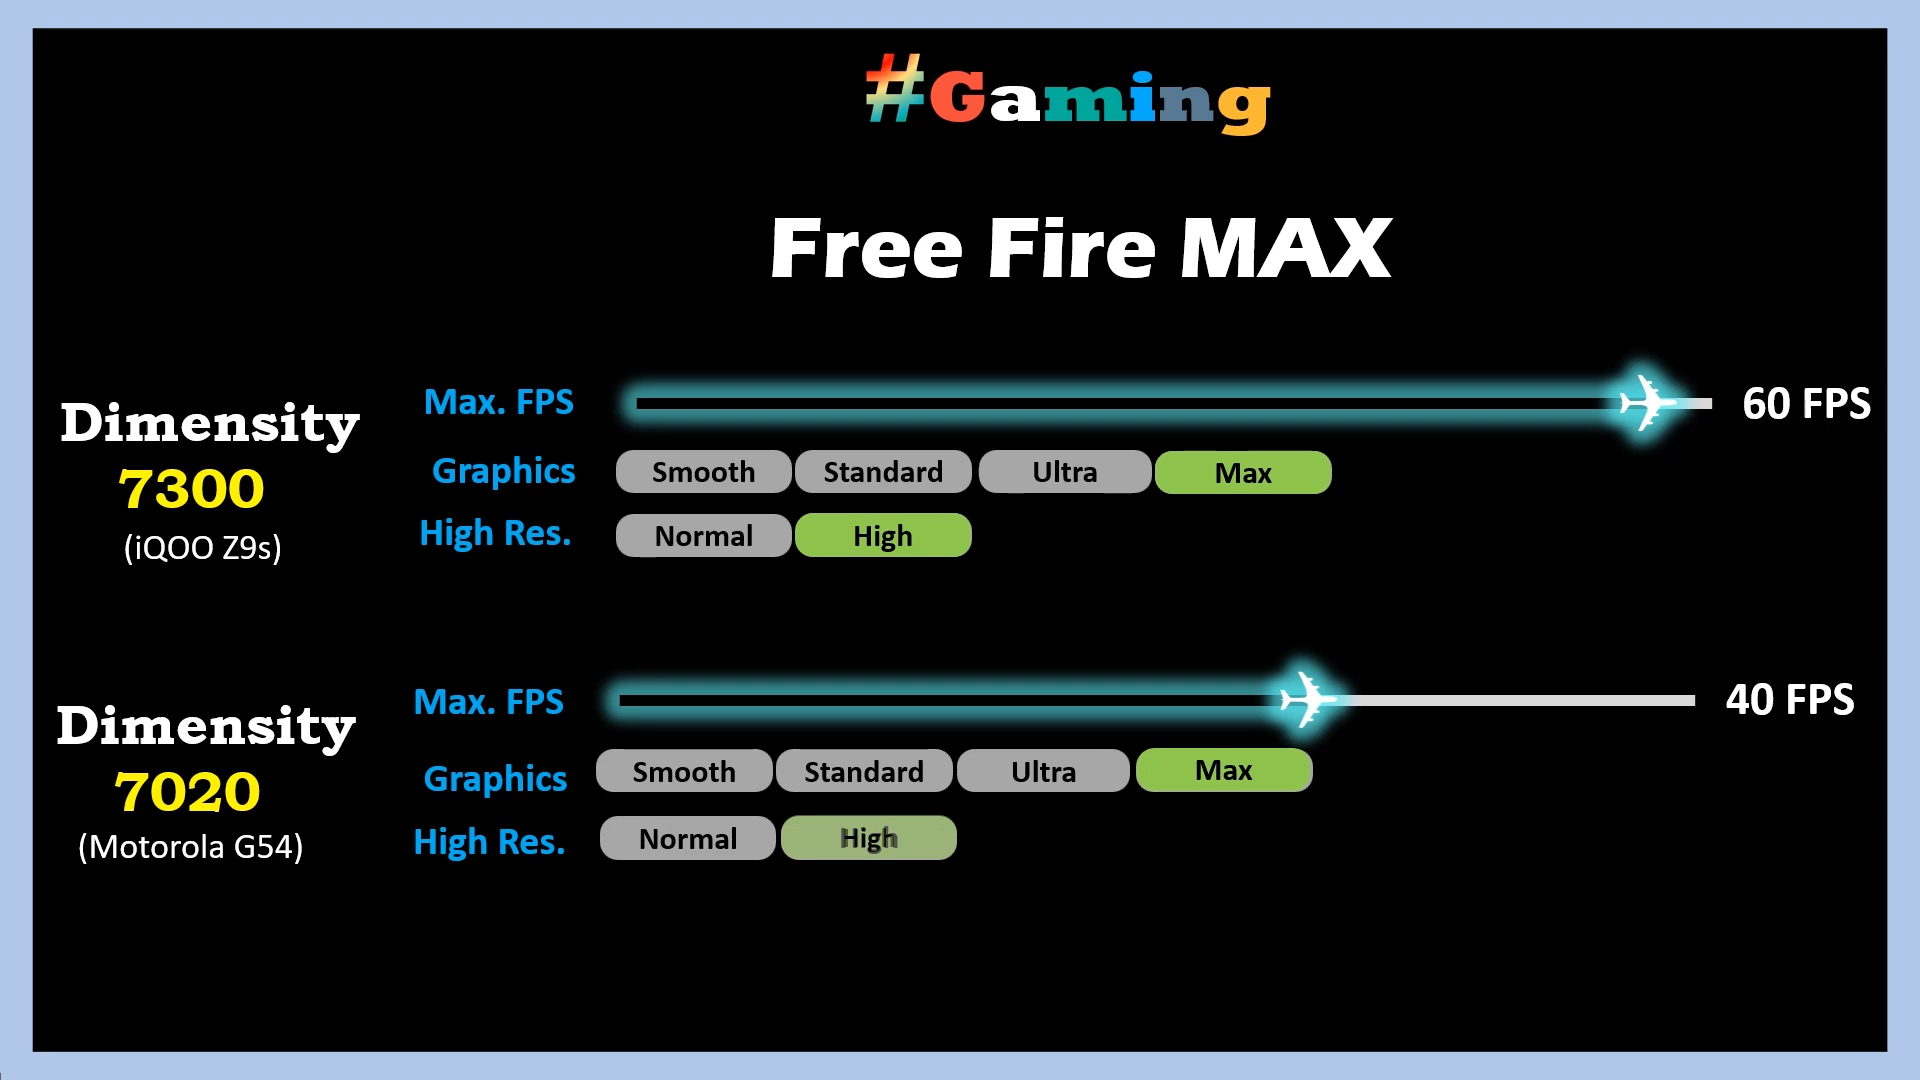 #Gaming
Free Fire MAX
Dimensity
7300
(iQOO Z9s)
Max. FPS
60 FPS
Graphics
Smooth
Standard
Ultra
Max
High Res.
Normal
High
Dimensity
7020
(Motorola G54)
Max. FPS
40 FPS
Graphics
Smooth
Standard
Ultra
Max
High Res.
Normal
High